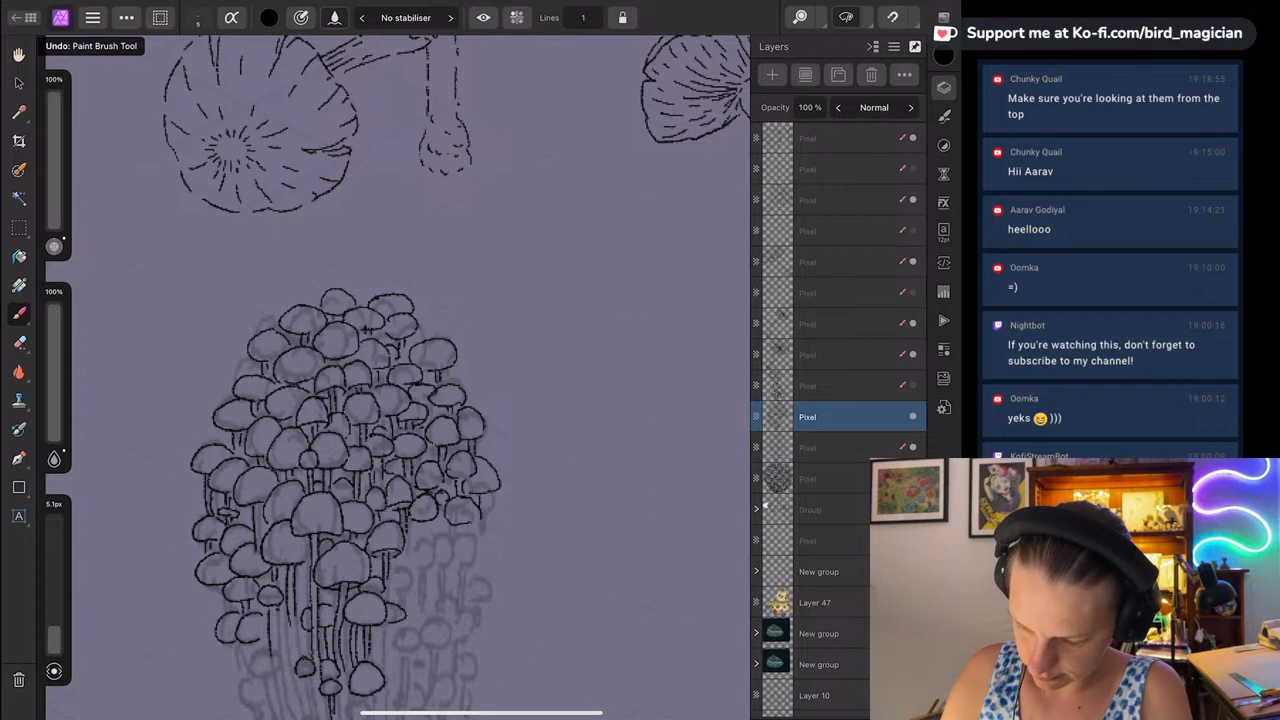 No stabiliser
Lines
1
Undo: Paint Brush Tool
100%
100%
5.1px
Layers
Opacity 100 % Normal
Pixel
Pixel
Pixel
Pixel
Pixel
Pixel
Pixel
Pixel
Pixel
Pixel
Pixel
Pixel
Group
Pixel
New group
Layer 47
New group
New group
Layer 10
FX
a
12pt
A
Support me at Ko-fi.com/bird_magician
Chunky Quail 19:18:55
Make sure you're looking at them from the
top
Chunky Quail 19:15:00
Hii Aarav
Aarav Godiyal 19:14:21
heellooo
Oomka 19:10:00
=)
Nightbot 19:00:16
If you're watching this, don't forget to
subscribe to my channel!
Oomka 19:00:12
yeks 😄 )))
KofiStreamBot